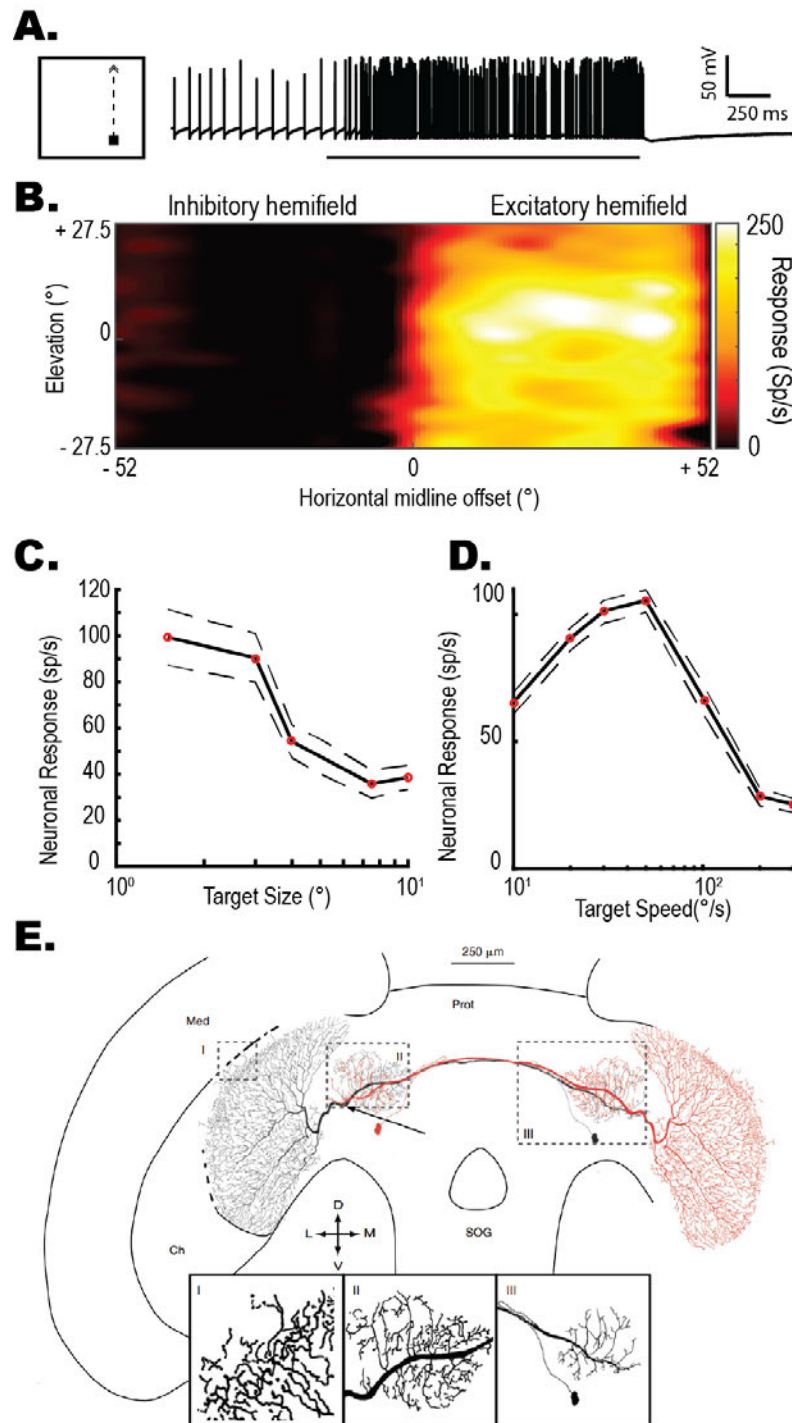 A.
50 mV
250 ms
B.
Inhibitory hemifield
Excitatory hemifield
+ 27.5
0
- 27.5
Elevation (°)
- 52
0
+ 52
Horizontal midline offset (°)
250
0
Response (Sp/s)
C.
120
100
80
60
40
30
0
Neuronal Response (sp/s)
10⁰
10¹
Target Size (°)
D.
100
50
0
Neuronal Response (sp/s)
10¹
10²
Target Speed(°/s)
E.
250 μm
Med
Prot
I
II
III
Ch
SOG
D
L
M
V
I
II
III